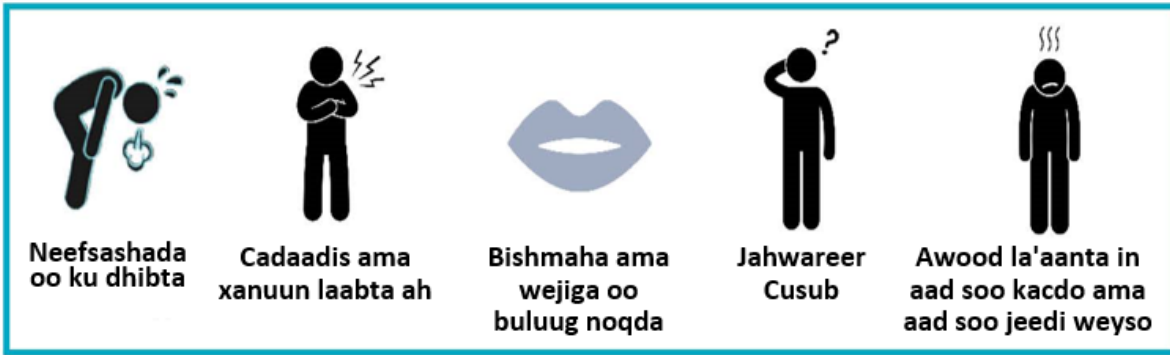 ?
Neefsashada
oo ku dhibta
Cadaadis ama
xanuun laabta ah
Bishmaha ama
wejiga oo
buluug noqda
Jahwareer
Cusub
Awood la'aanta in
aad soo kacdo ama
aad soo jeedi weyso